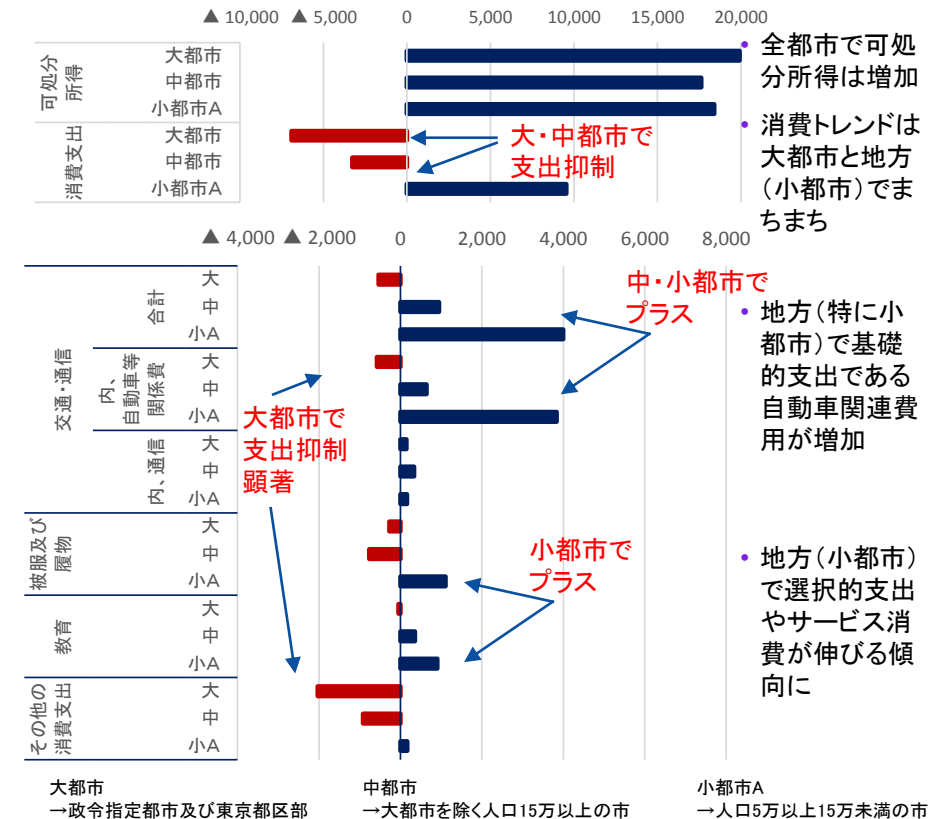 ▲ 10,000 ▲ 5,000 0 5,000 10,000 15,000 20,000
可処分
所得
大都市
中都市
小都市A
消費支出
大都市
中都市
小都市A
大・中都市で
支出抑制
• 全都市で可処
分所得は増加
• 消費トレンドは
大都市と地方
（小都市）でま
ちまち
▲ 4,000 ▲ 2,000 0 2,000 4,000 6,000 8,000
交通・通信
合計
大
中
小A
内、
自動車等
関係費
大
中
小A
内、通信
大
中
小A
被服及び
履物
大
中
小A
教育
大
中
小A
その他の
消費支出
大
中
小A
中・小都市で
プラス
大都市で
支出抑制
顕著
小都市で
プラス
• 地方（特に小
都市）で基礎
的支出である
自動車関連費
用が増加
• 地方（小都市）
で選択的支出
やサービス消
費が伸びる傾
向に
大都市
→政令指定都市及び東京都区部
中都市
→大都市を除く人口15万以上の市
小都市A
→人口5万以上15万未満の市